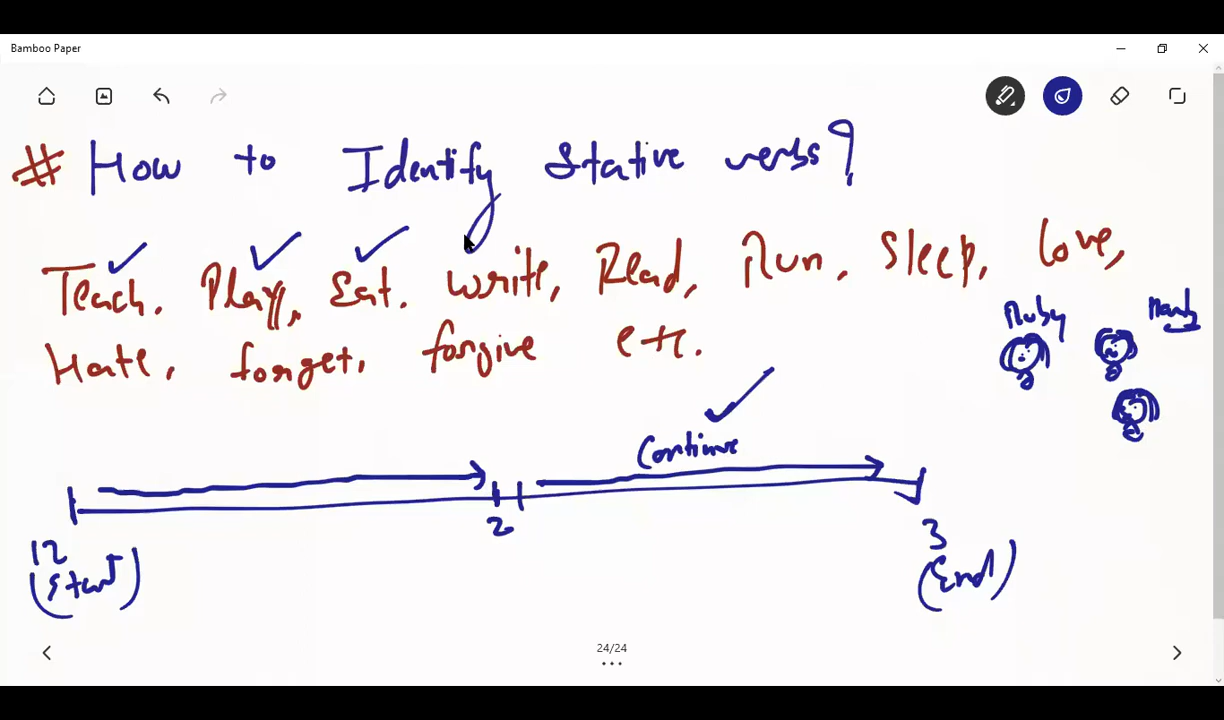 Bamboo Paper
# How to Identify Stative verbs?
Teach, Play, Eat, write, Read, Run, Sleep, love,
Hate, forget, forgive etc.
Ruby
Continue
2
12
(Start)
3
(End)
24/24